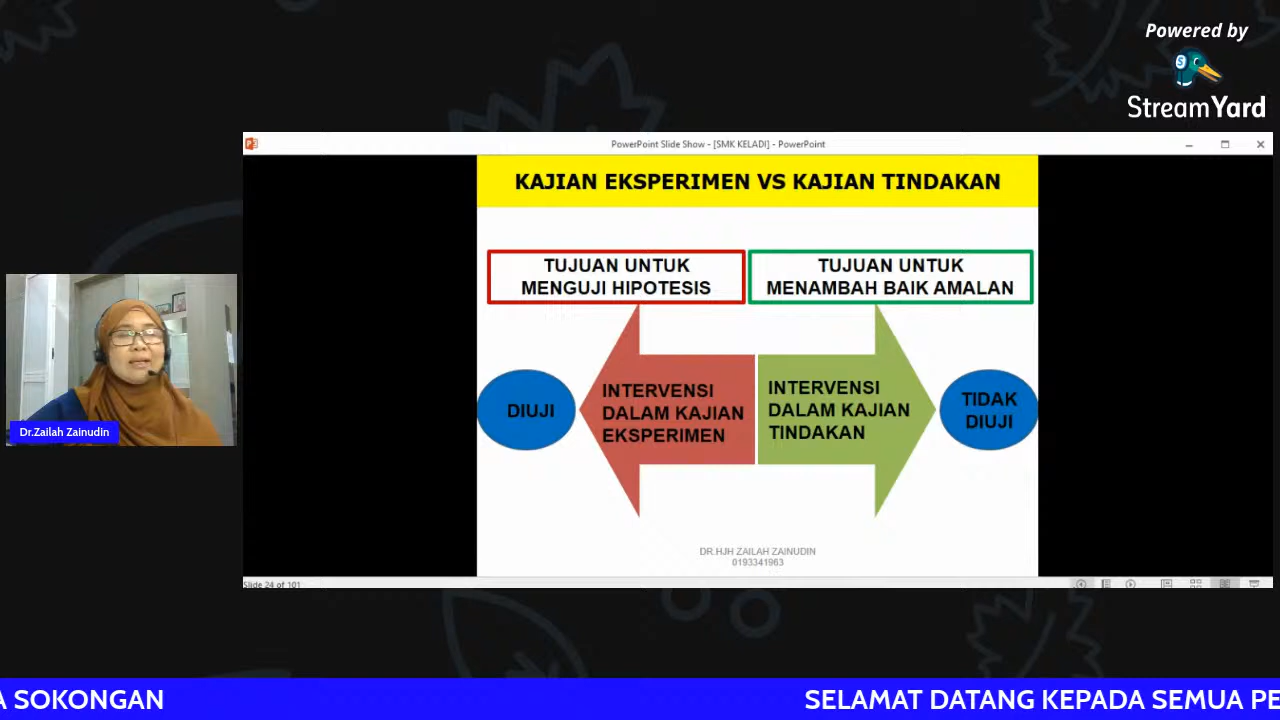 Powered by
StreamYard
PowerPoint Slide Show - [SMK KELADI] - PowerPoint
KAJIAN EKSPERIMEN VS KAJIAN TINDAKAN
TUJUAN UNTUK
MENGUJI HIPOTESIS
TUJUAN UNTUK
MENAMBAH BAIK AMALAN
DIUJI
INTERVENSI
DALAM KAJIAN
EKSPERIMEN
INTERVENSI
DALAM KAJIAN
TINDAKAN
TIDAK
DIUJI
Dr.Zailah Zainudin
DR.HJH ZAILAH ZAINUDIN
0193341963
Slide 24 of 101
A SOKONGAN
SELAMAT DATANG KEPADA SEMUA PE